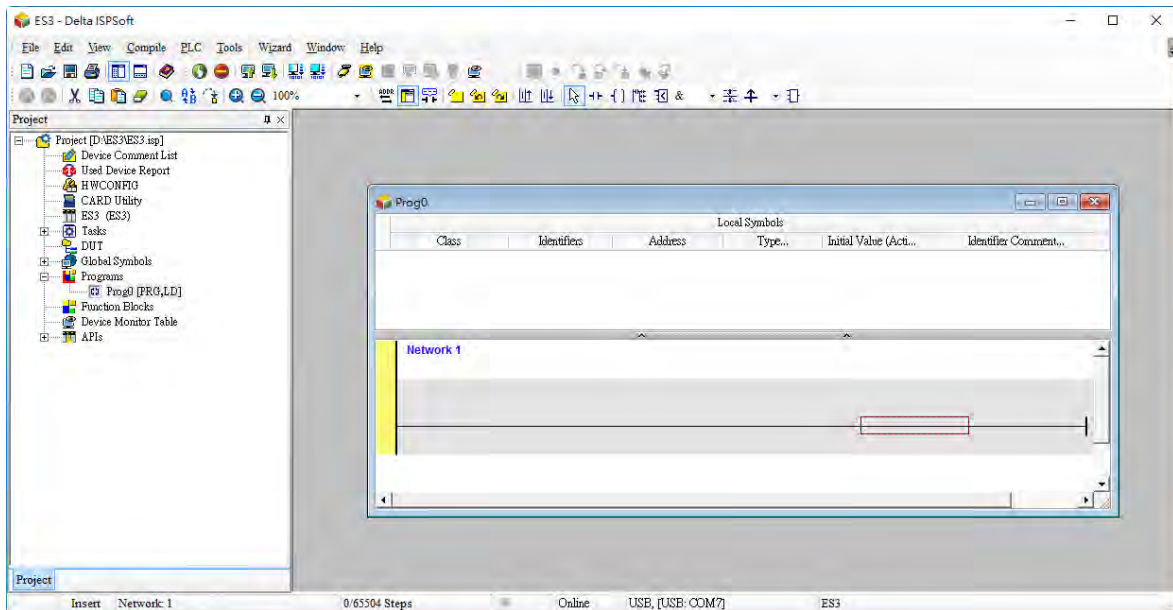 ES3 - Delta ISPSoft
File Edit View Compile PLC Tools Wizard Window Help
100%
Project
Project [D:\ES3\ES3.isp]
Device Comment List
Used Device Report
HWCONFIG
CARD Utility
ES3 (ES3)
Tasks
DUT
Global Symbols
Programs
Prog0 [PRG,LD]
Function Blocks
Device Monitor Table
APIs
Prog0
Local Symbols
Class Identifiers Address Type... Initial Value (Acti... Identifier Comment...
Network 1
Project
Insert Network: 1 0/65504 Steps Online USB, [USB: COM7] ES3